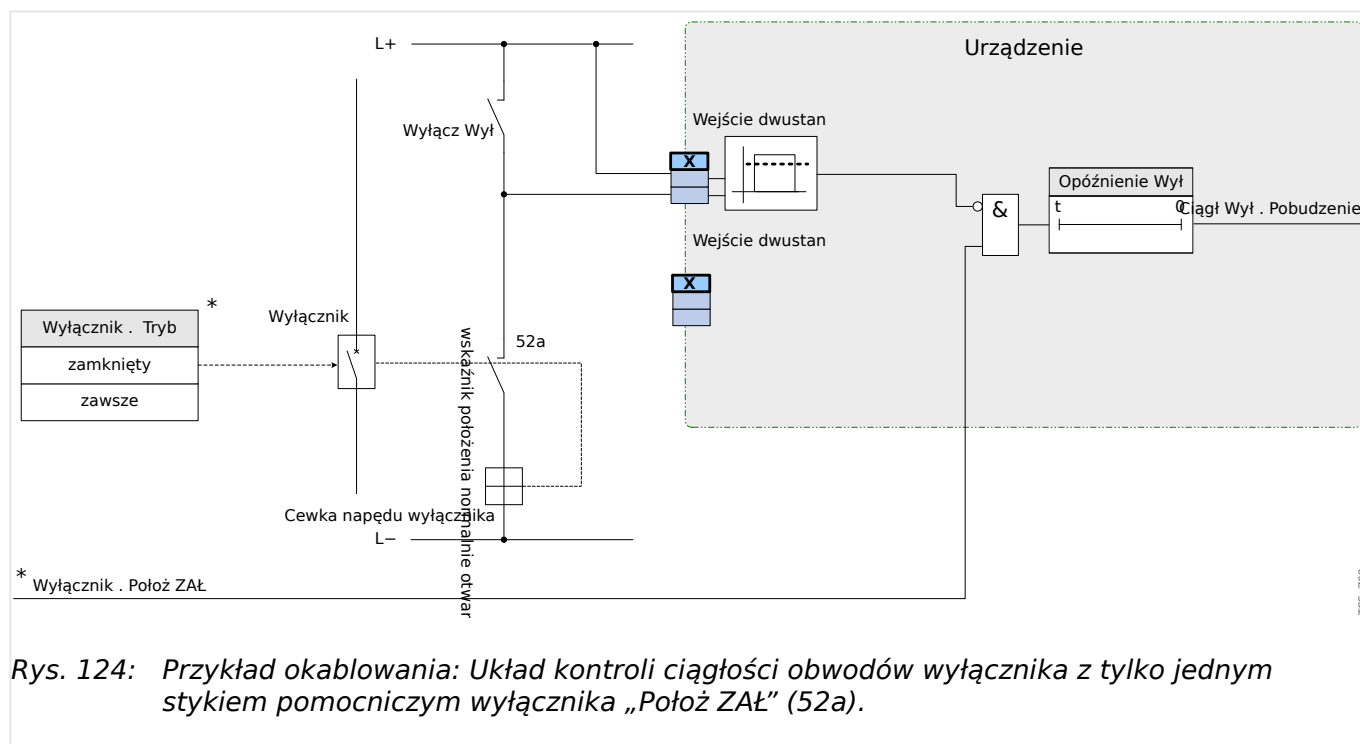 Urządzenie
L+
Wyłącz Wył
Wejście dwustan
X
&
Opóźnienie Wył
t 0
Ciągł Wył . Pobudzenie
Wejście dwustan
X
*
Wyłącznik . Tryb
zamknięty
zawsze
Wyłącznik
52a
wskaźnik położenia normalnie otwar
Cewka napędu wyłącznika
L−
* Wyłącznik . Położ ZAŁ
Rys. 124: Przykład okablowania: Układ kontroli ciągłości obwodów wyłącznika z tylko jednym
stykiem pomocniczym wyłącznika „Położ ZAŁ” (52a).